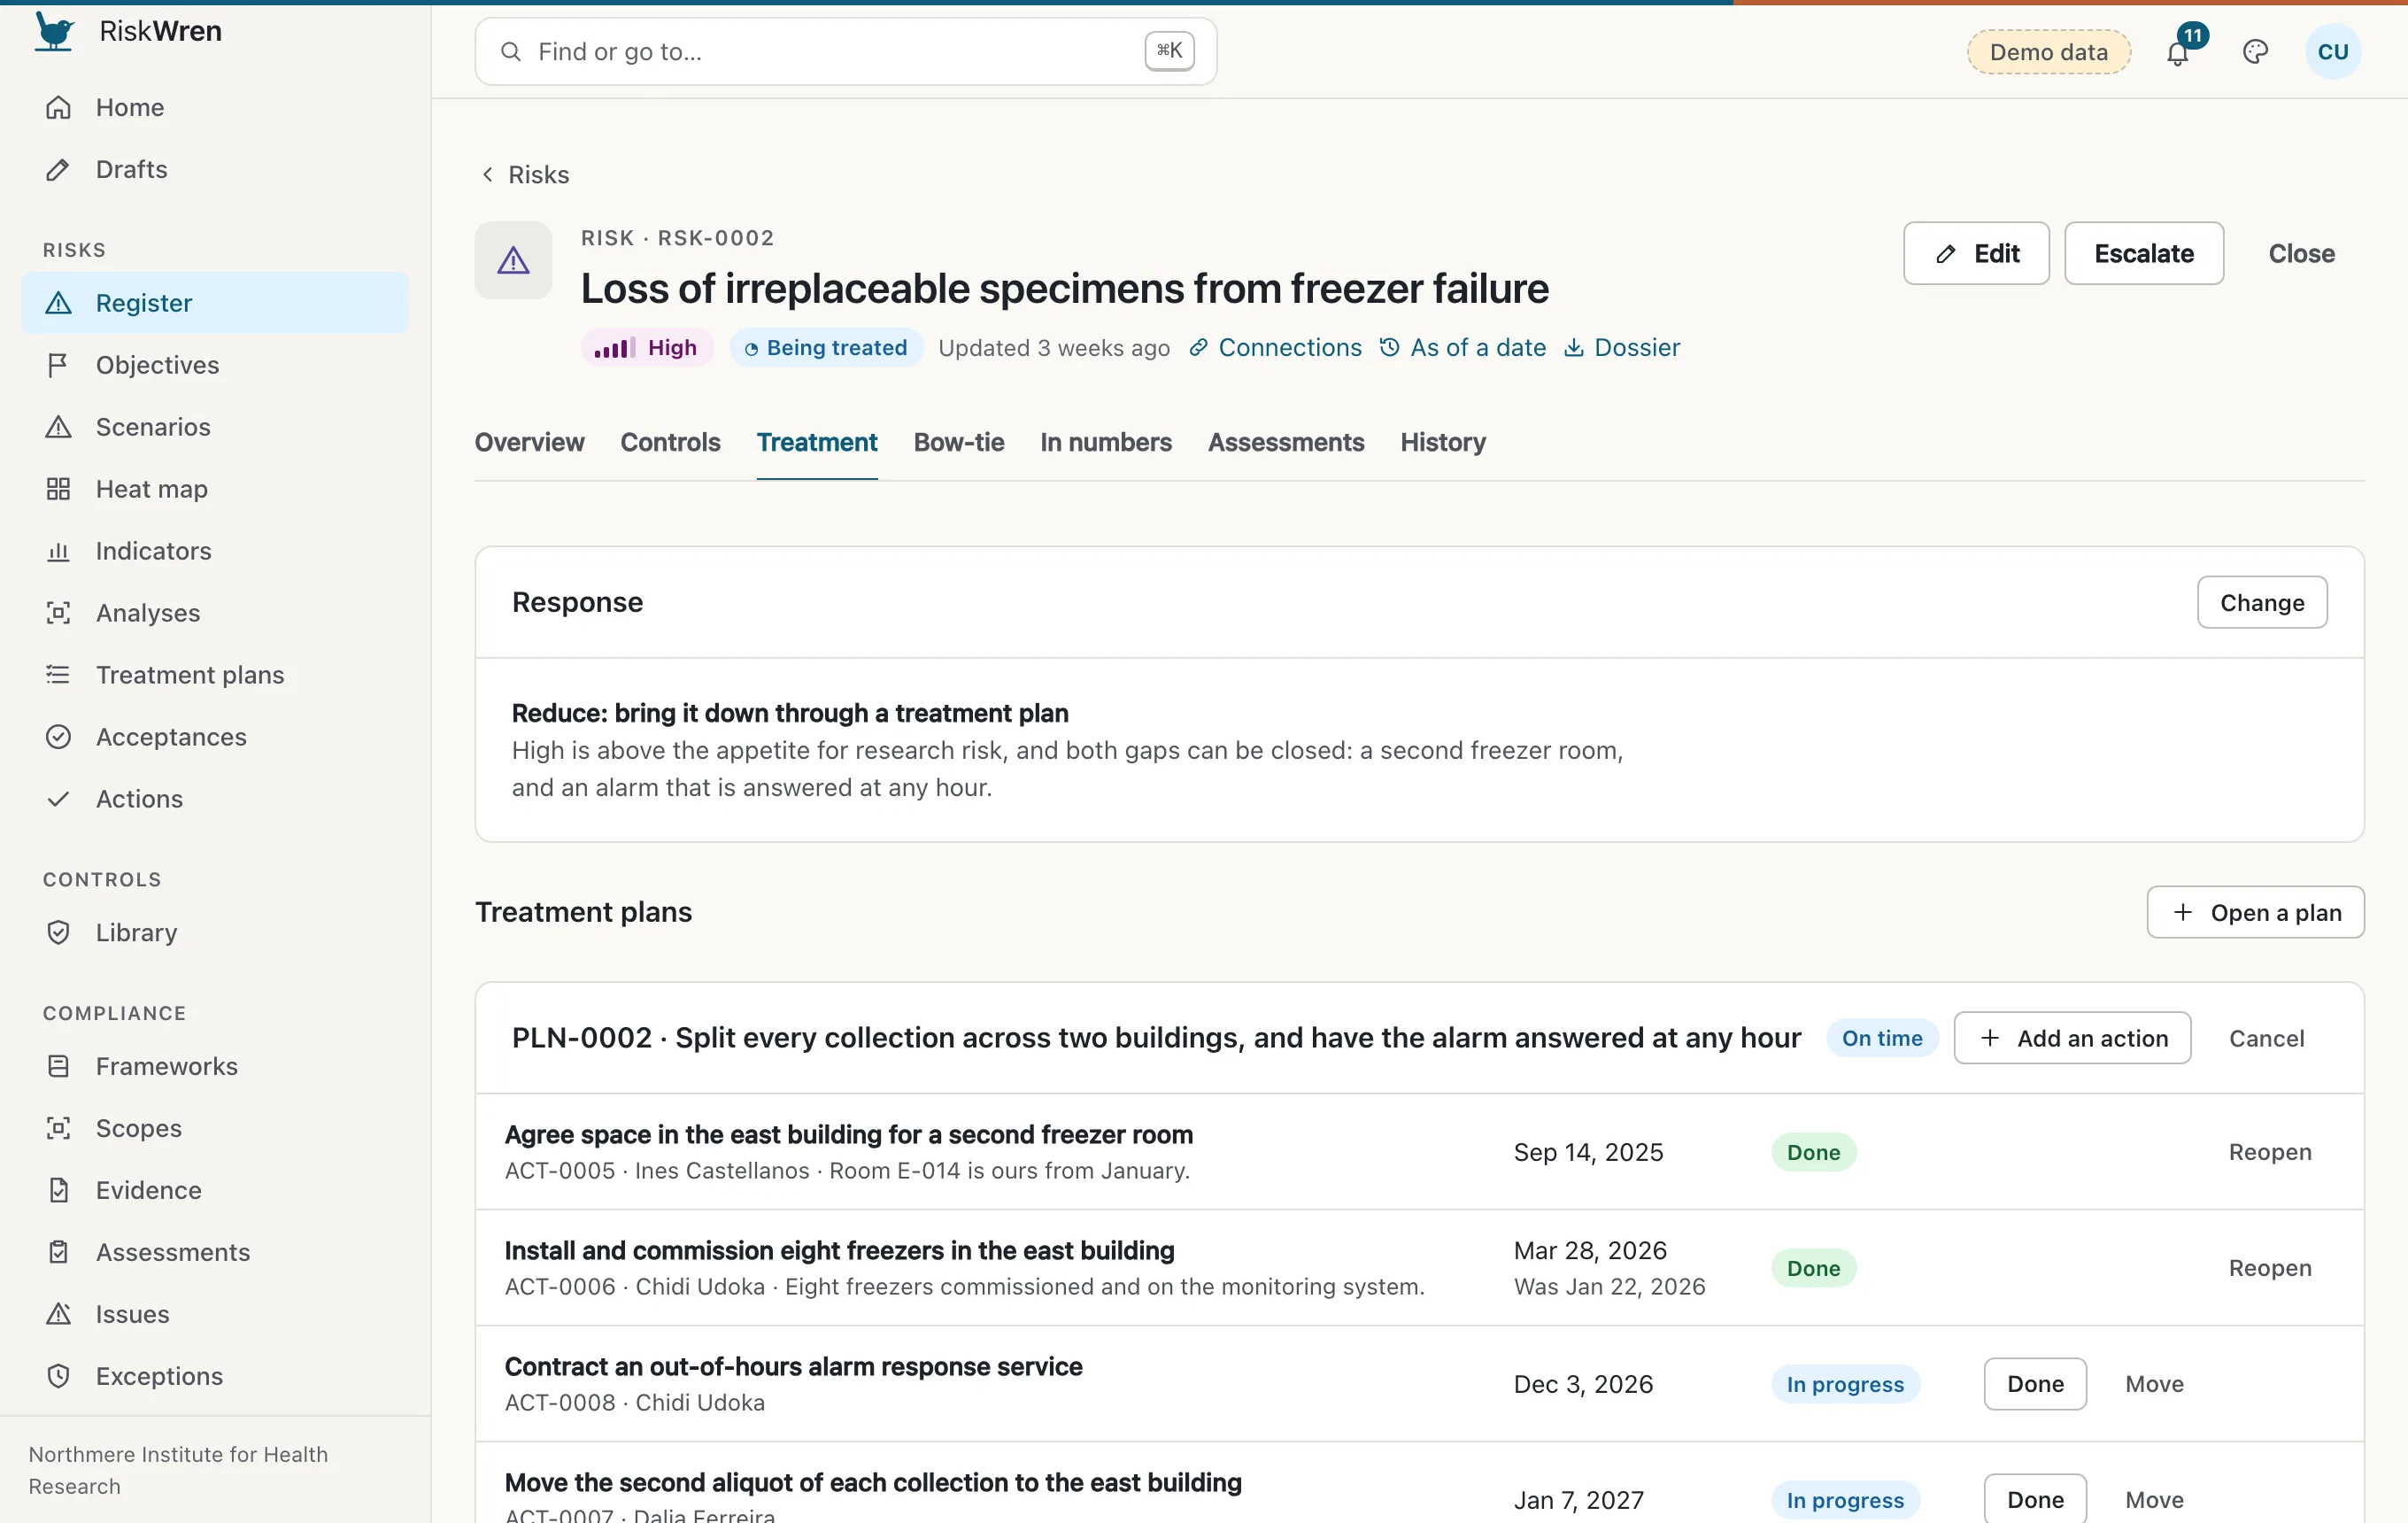 RiskWren
Find or go to...
⌘K
Demo data
11
CU
Home
Drafts
RISKS
Register
Objectives
Scenarios
Heat map
Indicators
Analyses
Treatment plans
Acceptances
Actions
CONTROLS
Library
COMPLIANCE
Frameworks
Scopes
Evidence
Assessments
Issues
Exceptions
Northmere Institute for Health
Research
Risks
RISK · RSK-0002
Loss of irreplaceable specimens from freezer failure
Edit
Escalate
Close
High
Being treated
Updated 3 weeks ago
Connections
As of a date
Dossier
Overview
Controls
Treatment
Bow-tie
In numbers
Assessments
History
Response
Change
Reduce: bring it down through a treatment plan
High is above the appetite for research risk, and both gaps can be closed: a second freezer room,
and an alarm that is answered at any hour.
Treatment plans
Open a plan
PLN-0002 · Split every collection across two buildings, and have the alarm answered at any hour
On time
Add an action
Cancel
Agree space in the east building for a second freezer room
ACT-0005 · Ines Castellanos · Room E-014 is ours from January.
Sep 14, 2025
Done
Reopen
Install and commission eight freezers in the east building
ACT-0006 · Chidi Udoka · Eight freezers commissioned and on the monitoring system.
Mar 28, 2026
Was Jan 22, 2026
Done
Reopen
Contract an out-of-hours alarm response service
ACT-0008 · Chidi Udoka
Dec 3, 2026
In progress
Done
Move
Move the second aliquot of each collection to the east building
ACT-0007 · Dalia Ferreira
Jan 7, 2027
In progress
Done
Move